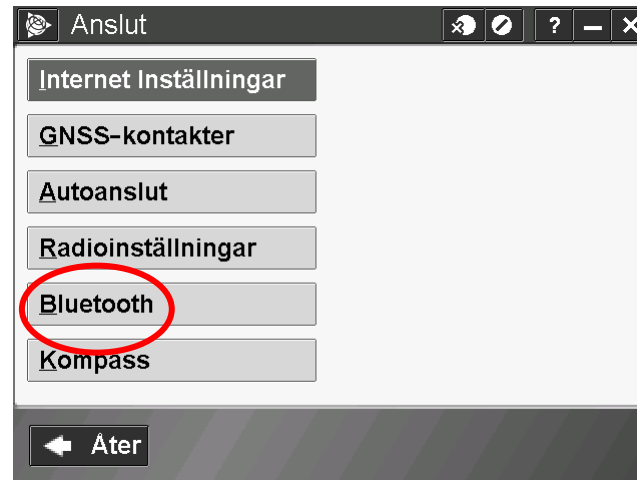 Anslut
?
Internet Inställningar
GNSS-kontakter
Autoanslut
Radioinställningar
Bluetooth
Kompass
Åter